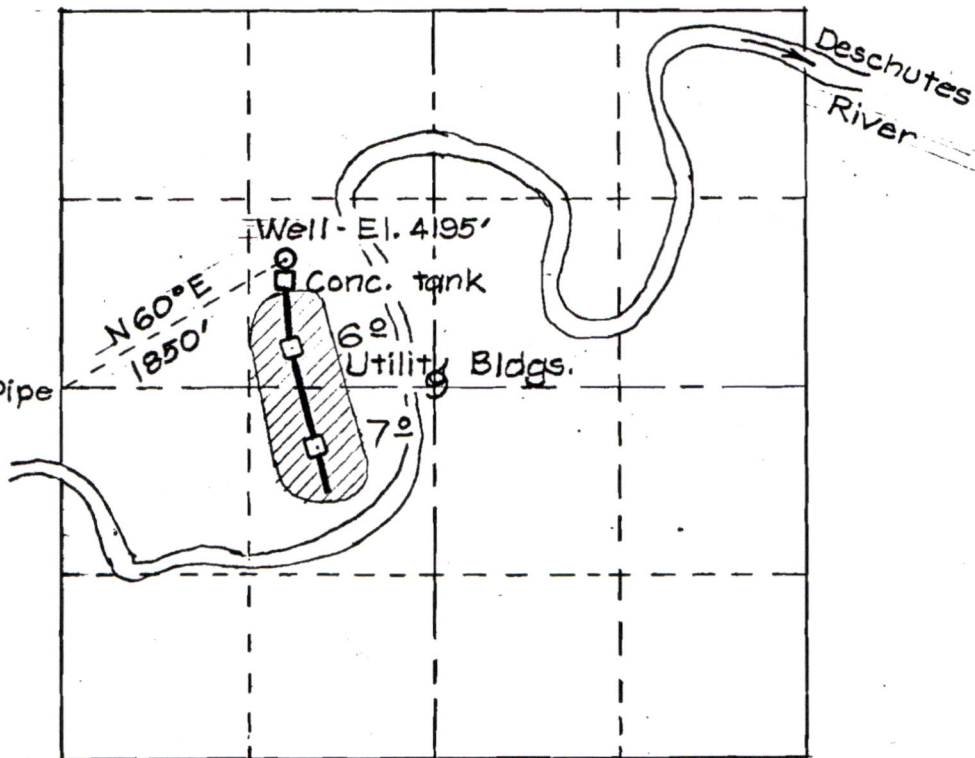 Deschutes
River
Well - El. 4195'
Conc. tank
N 60° E
1850'
6º
Utility Bldgs.
Pipe
7º